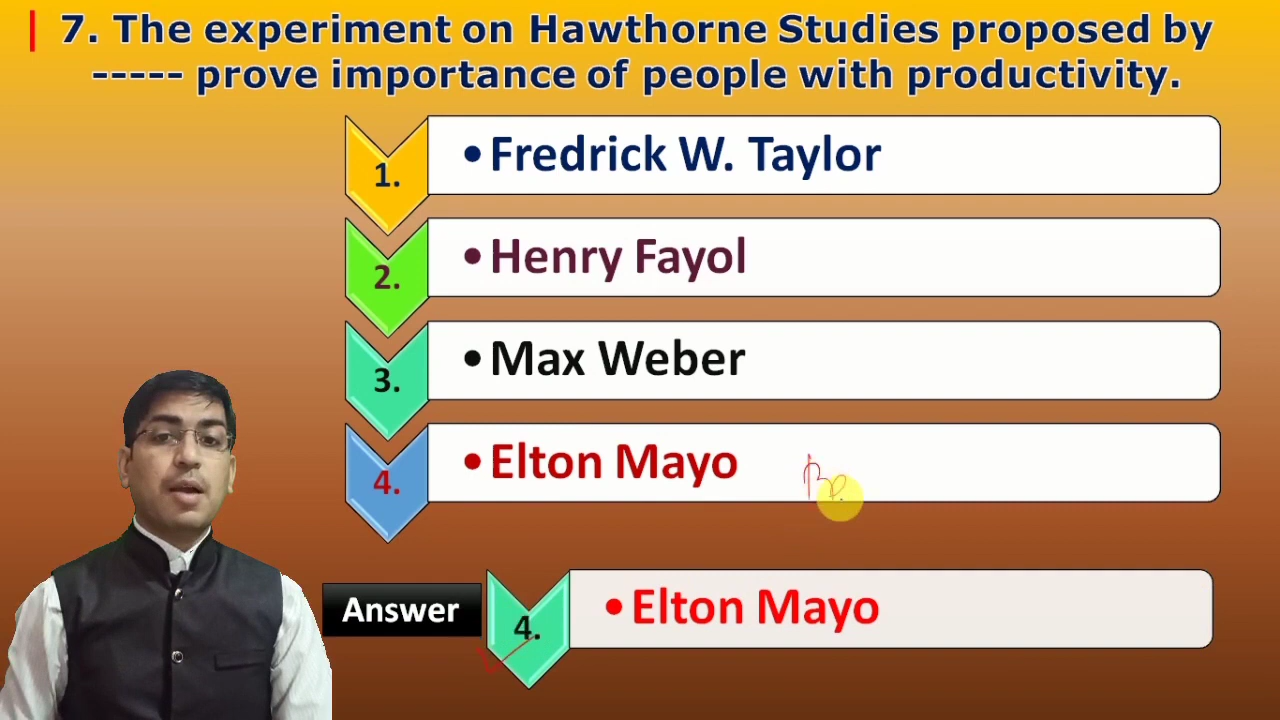 7. The experiment on Hawthorne Studies proposed by
----- prove importance of people with productivity.
1.
•Fredrick W. Taylor
2.
•Henry Fayol
3.
•Max Weber
4.
•Elton Mayo
Answer
4.
•Elton Mayo